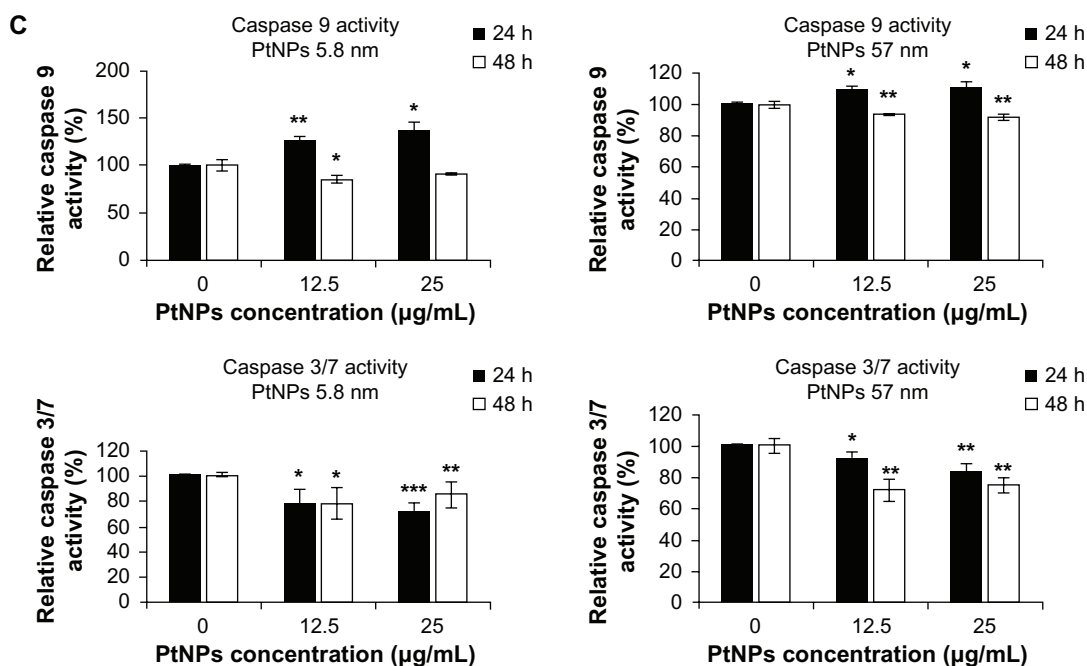 C
Caspase 9 activity
PtNPs 5.8 nm
24 h
48 h
Relative caspase 9
activity (%)
200
150
100
50
0
**
*
*
0
12.5
25
PtNPs concentration (µg/mL)
Caspase 9 activity
PtNPs 57 nm
24 h
48 h
Relative caspase 9
activity (%)
120
100
80
60
40
20
0
*
**
*
**
0
12.5
25
PtNPs concentration (µg/mL)
Caspase 3/7 activity
PtNPs 5.8 nm
24 h
48 h
Relative caspase 3/7
activity (%)
120
100
80
60
40
20
0
*
*
***
**
0
12.5
25
PtNPs concentration (µg/mL)
Caspase 3/7 activity
PtNPs 57 nm
24 h
48 h
Relative caspase 3/7
activity (%)
120
100
80
60
40
20
0
*
**
**
**
0
12.5
25
PtNPs concentration (µg/mL)